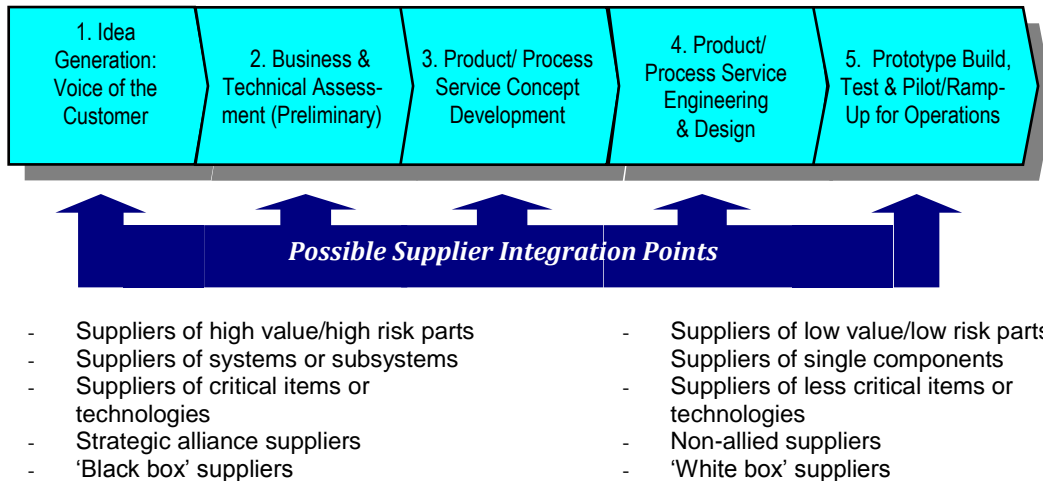 1. Idea
Generation:
Voice of the
Customer
2. Business &
Technical Assess-
ment (Preliminary)
3. Product/ Process
Service Concept
Development
4. Product/
Process Service
Engineering
& Design
5. Prototype Build,
Test & Pilot/Ramp-
Up for Operations
Possible Supplier Integration Points
- Suppliers of high value/high risk parts
- Suppliers of systems or subsystems
- Suppliers of critical items or
technologies
- Strategic alliance suppliers
- ‘Black box’ suppliers
- Suppliers of low value/low risk parts
Suppliers of single components
- Suppliers of less critical items or
technologies
- Non-allied suppliers
- ‘White box’ suppliers